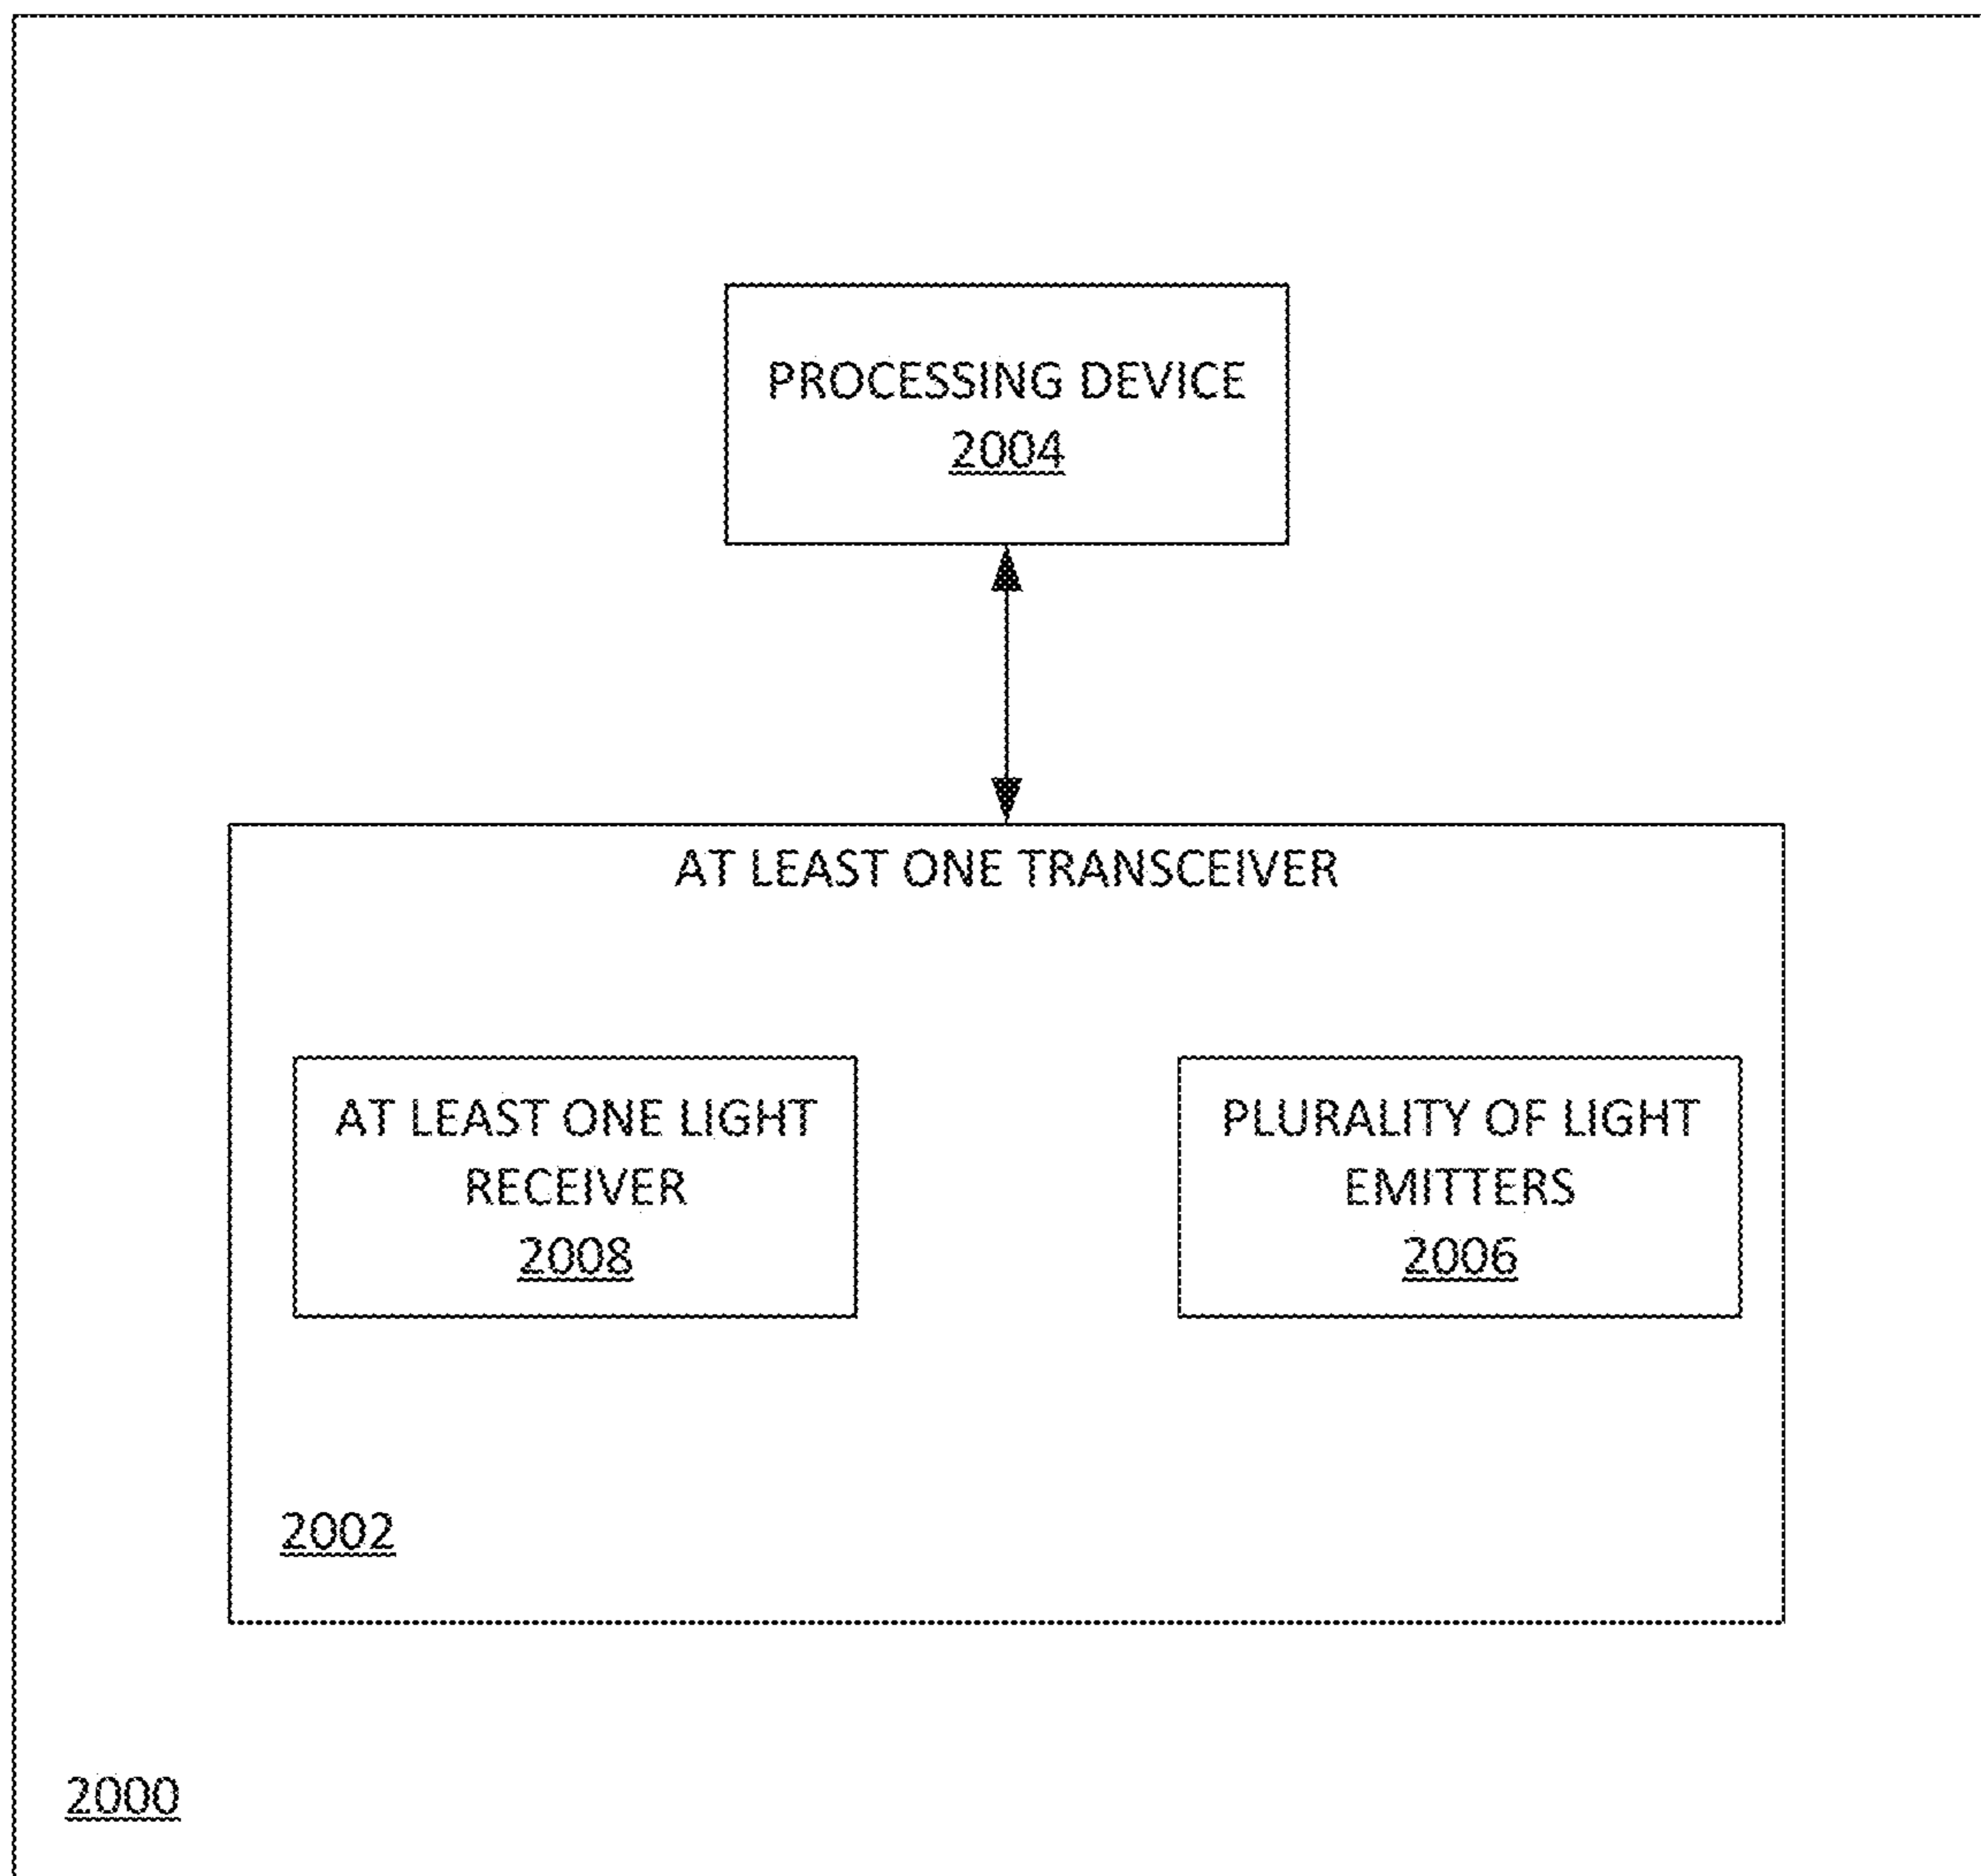 PROCESSING DEVICE
2004
AT LEAST ONE TRANSCEIVER
AT LEAST ONE LIGHT
RECEIVER
2008
PLURALITY OF LIGHT
EMITTERS
2006
2002
2000